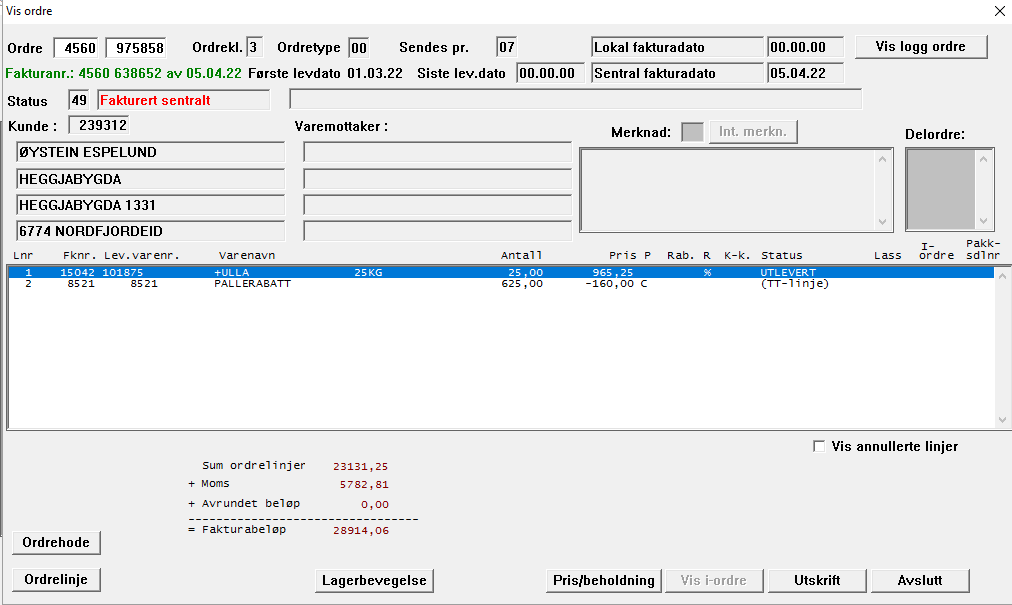 Vis ordre
Ordre 4560 975858 Ordrekl. 3 Ordretype 00 Sendes pr. 07 Lokal fakturadato 00.00.00 Vis logg ordre
Fakturanr.: 4560 638652 av 05.04.22 Første levdato 01.03.22 Siste lev.dato 00.00.00 Sentral fakturadato 05.04.22
Status 49 Fakturert sentralt
Kunde : 239312 Varemottaker : Merknad: Int. merkn. Delordre:
ØYSTEIN ESPELUND
HEGGJABYGDA
HEGGJABYGDA 1331
6774 NORDFJORDEID
Lnr Fknr. Lev.varenr. Varenavn Antall Pris P Rab. R K-k. Status Lass I-ordre Pakk-sdlnr
1 15042 101875 +ULLA 25KG 25,00 965,25 % UTLEVERT
2 8521 8521 PALLERABATT 625,00 -160,00 C (TT-linje)
Vis annullerte linjer
Sum ordrelinjer 23131,25
+ Moms 5782,81
+ Avrundet beløp 0,00
---------------------------------
= Fakturabeløp 28914,06
Ordrehode
Ordrelinje Lagerbevegelse Pris/beholdning Vis i-ordre Utskrift Avslutt